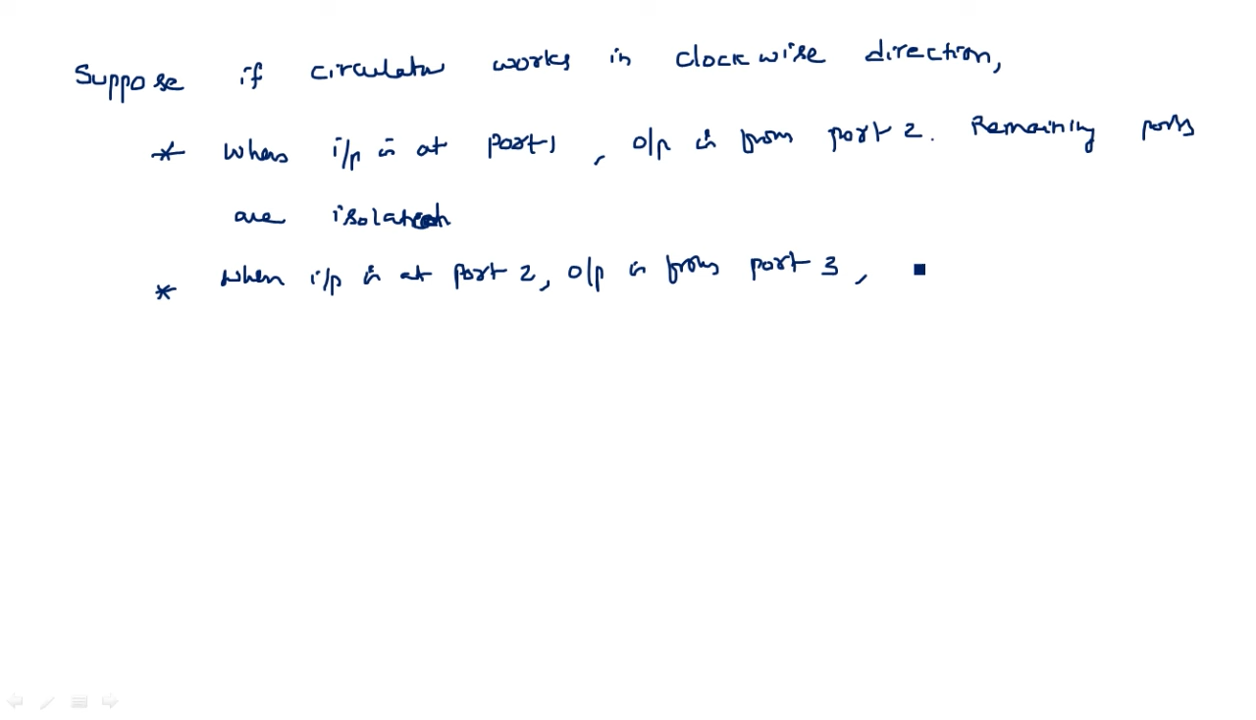 Suppose if circulator works in clockwise direction,
* When i/p is at port 1, o/p is from port 2. Remaining ports
are isolated
* When i/p is at port 2, o/p is from port 3,